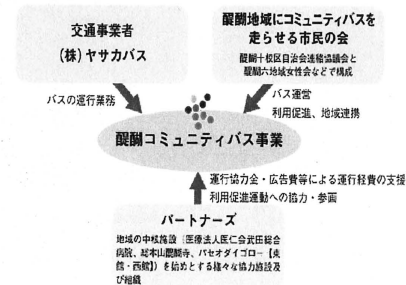 交通事業者
(株)ヤサカバス
醍醐地域にコミュニティバスを
走らせる市民の会
醍醐十校区自治会連絡協議会と
醍醐六地域女性会などで構成
バスの運行業務
バス運営
利用促進、地域連携
醍醐コミュニティバス事業
運行協力金・広告費等による運行経費の支援
利用促進運動への協力・参画
パートナーズ
地域の中核施設(医療法人医仁会武田総合
病院、総本山醍醐寺、パセオダイゴロー【東
館・西館】)を始めとする様々な協力施設及
び組織